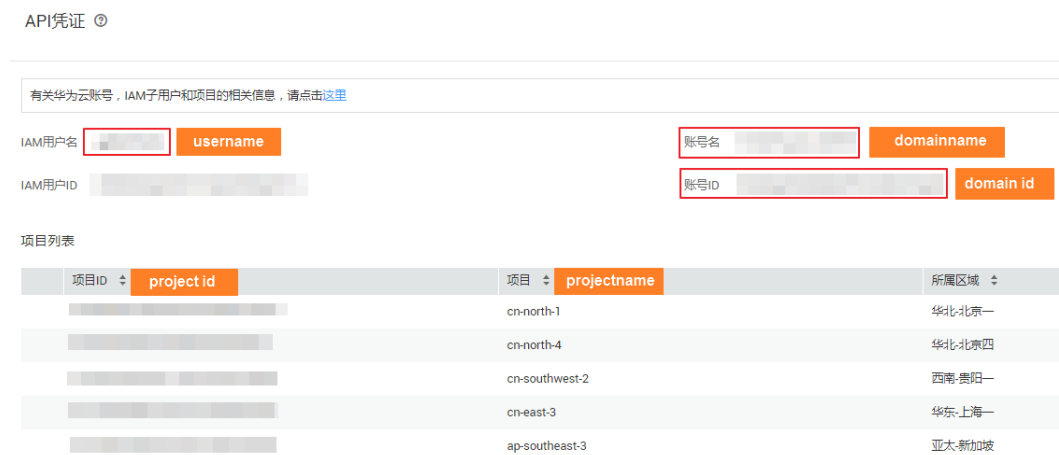 API凭证
有关华为云账号，IAM子用户和项目的相关信息，请点击这里
IAM用户名 username 账号名 domainname
IAM用户ID 账号ID domain id
项目列表
项目ID project id 项目 projectname 所属区域
cn-north-1 华北-北京一
cn-north-4 华北-北京四
cn-southwest-2 西南-贵阳一
cn-east-3 华东-上海一
ap-southeast-3 亚太-新加坡